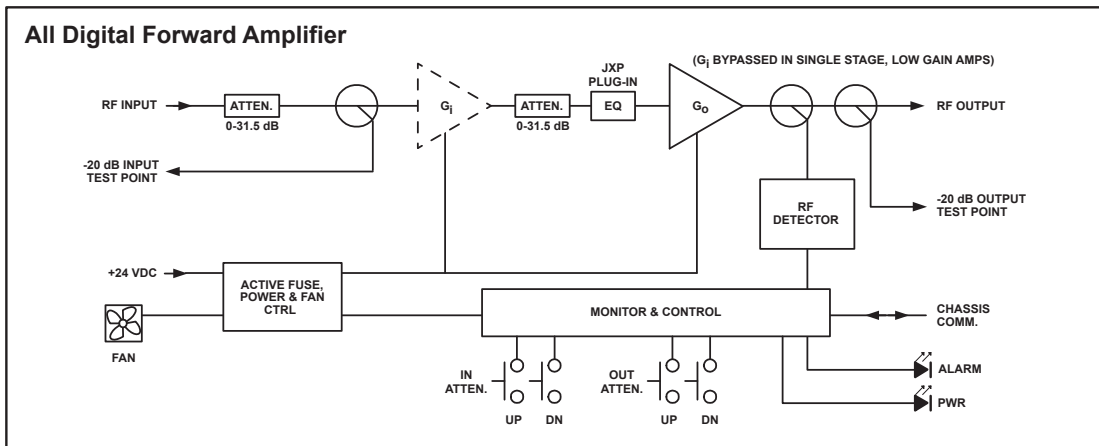 All Digital Forward Amplifier
(Gi BYPASSED IN SINGLE STAGE, LOW GAIN AMPS)
JXP
PLUG-IN
RF INPUT
ATTEN.
0-31.5 dB
Gi
ATTEN.
0-31.5 dB
EQ
Go
RF OUTPUT
-20 dB INPUT
TEST POINT
RF
DETECTOR
-20 dB OUTPUT
TEST POINT
+24 VDC
ACTIVE FUSE,
POWER & FAN
CTRL
MONITOR & CONTROL
CHASSIS
COMM.
FAN
IN
ATTEN.
UP
DN
OUT
ATTEN.
UP
DN
ALARM
PWR